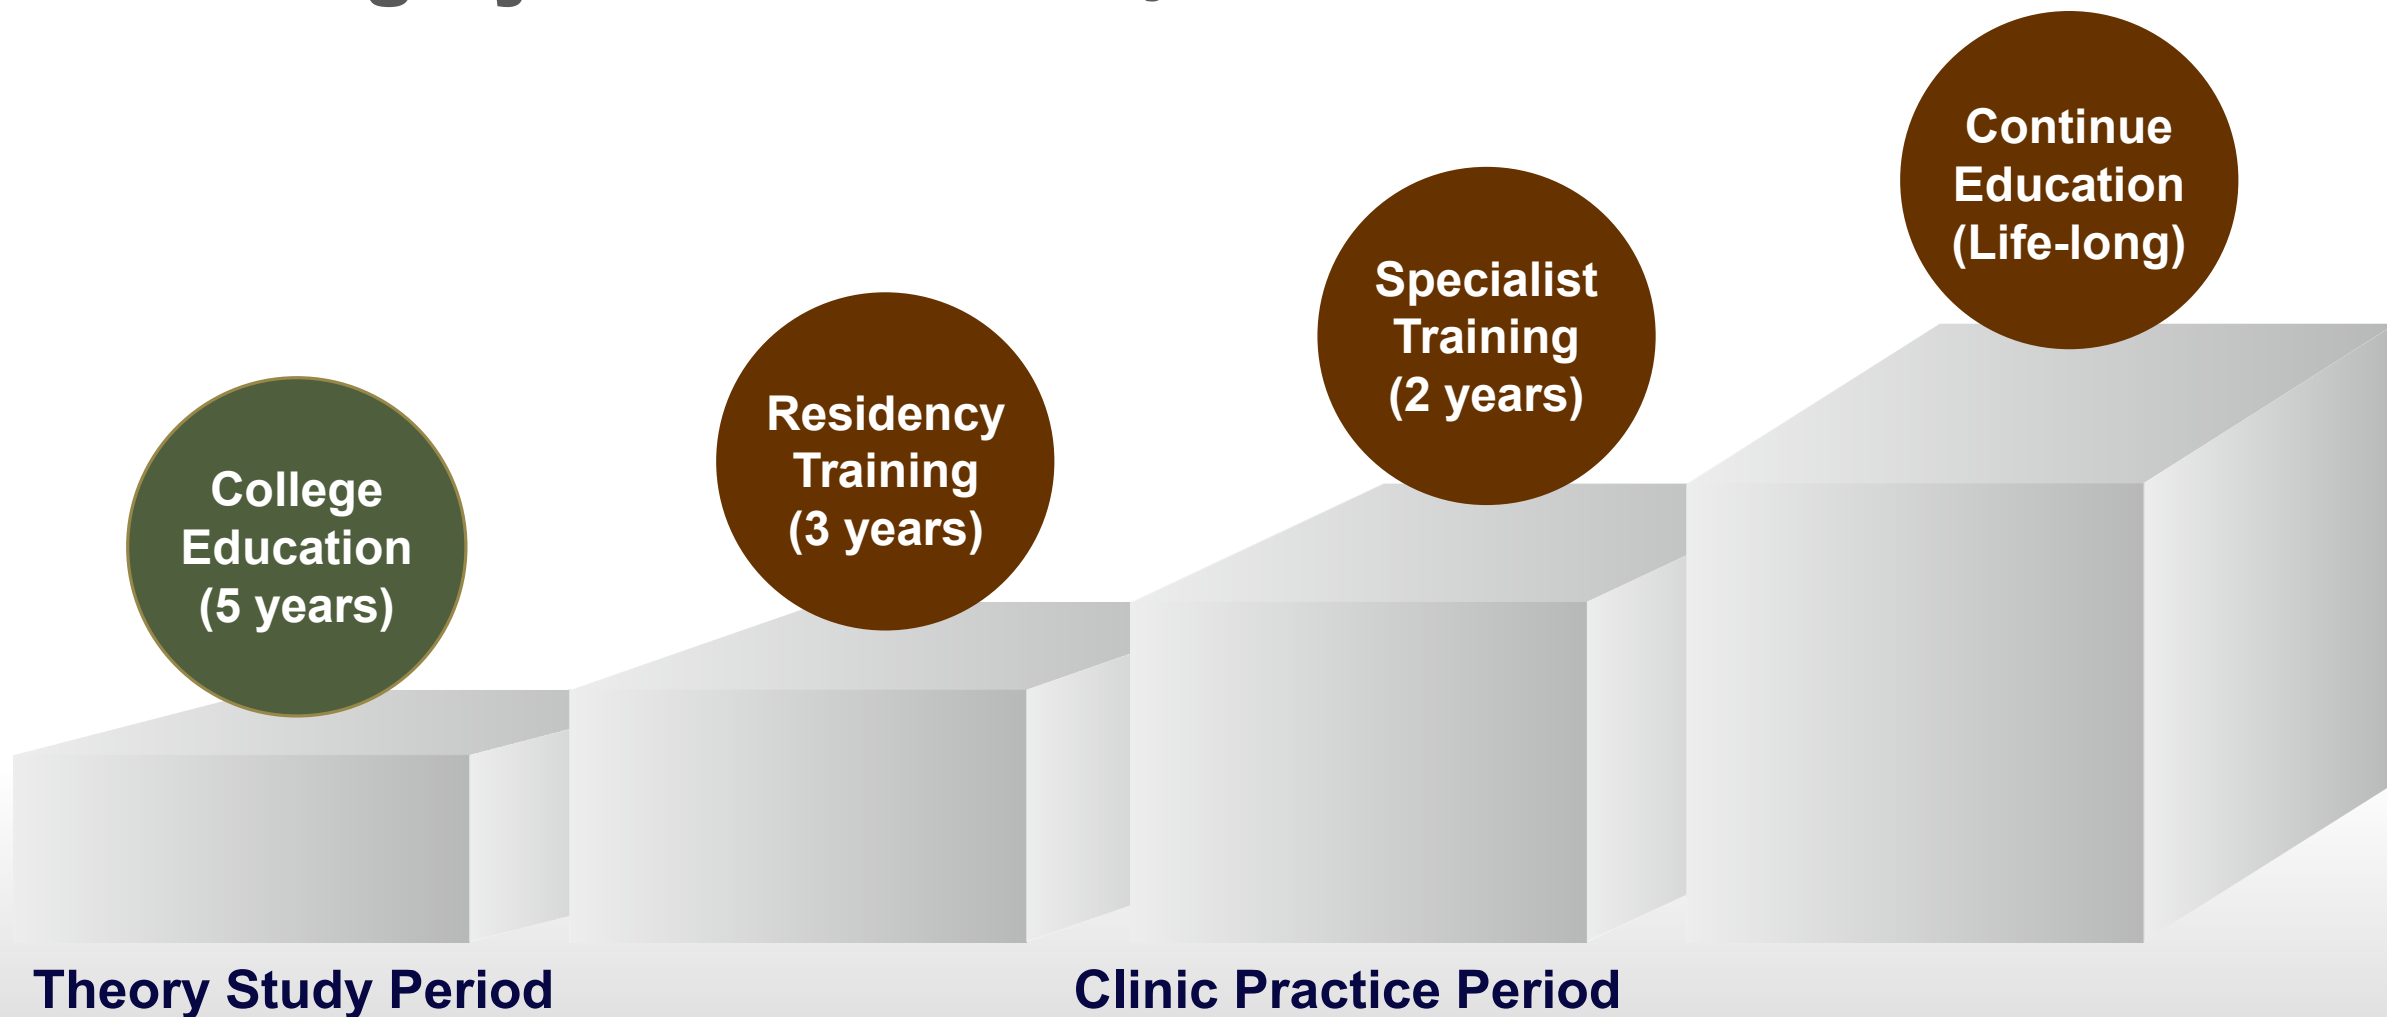 College
Education
(5 years)
Residency
Training
(3 years)
Specialist
Training
(2 years)
Continue
Education
(Life-long)
Theory Study Period
Clinic Practice Period